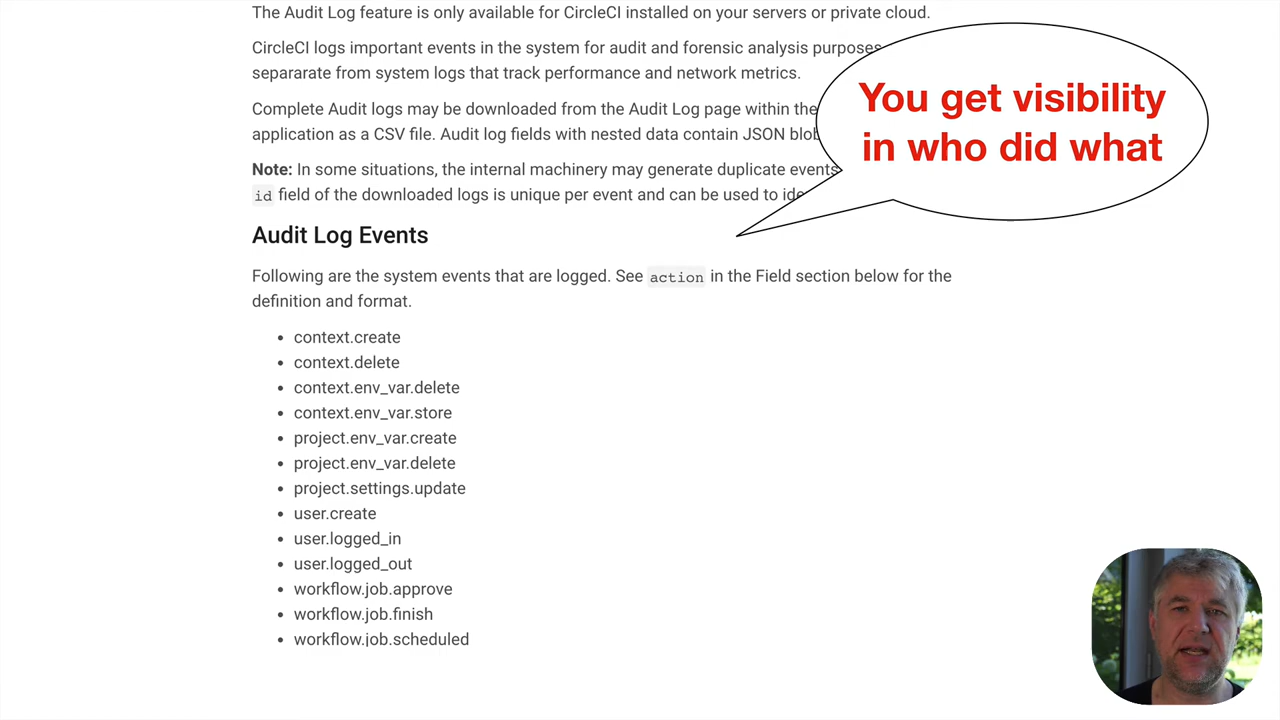 The Audit Log feature is only available for CircleCI installed on your servers or private cloud.
CircleCI logs important events in the system for audit and forensic analysis purposes
separarate from system logs that track performance and network metrics.
Complete Audit logs may be downloaded from the Audit Log page within the
application as a CSV file. Audit log fields with nested data contain JSON
Note: In some situations, the internal machinery may generate duplicate events
id field of the downloaded logs is unique per event and can be used to
You get visibility
in who did what
Audit Log Events
Following are the system events that are logged. See action in the Field section below for the
definition and format.
• context.create
• context.delete
• context.env_var.delete
• context.env_var.store
• project.env_var.create
• project.env_var.delete
• project.settings.update
• user.create
• user.logged_in
• user.logged_out
• workflow.job.approve
• workflow.job.finish
• workflow.job.scheduled